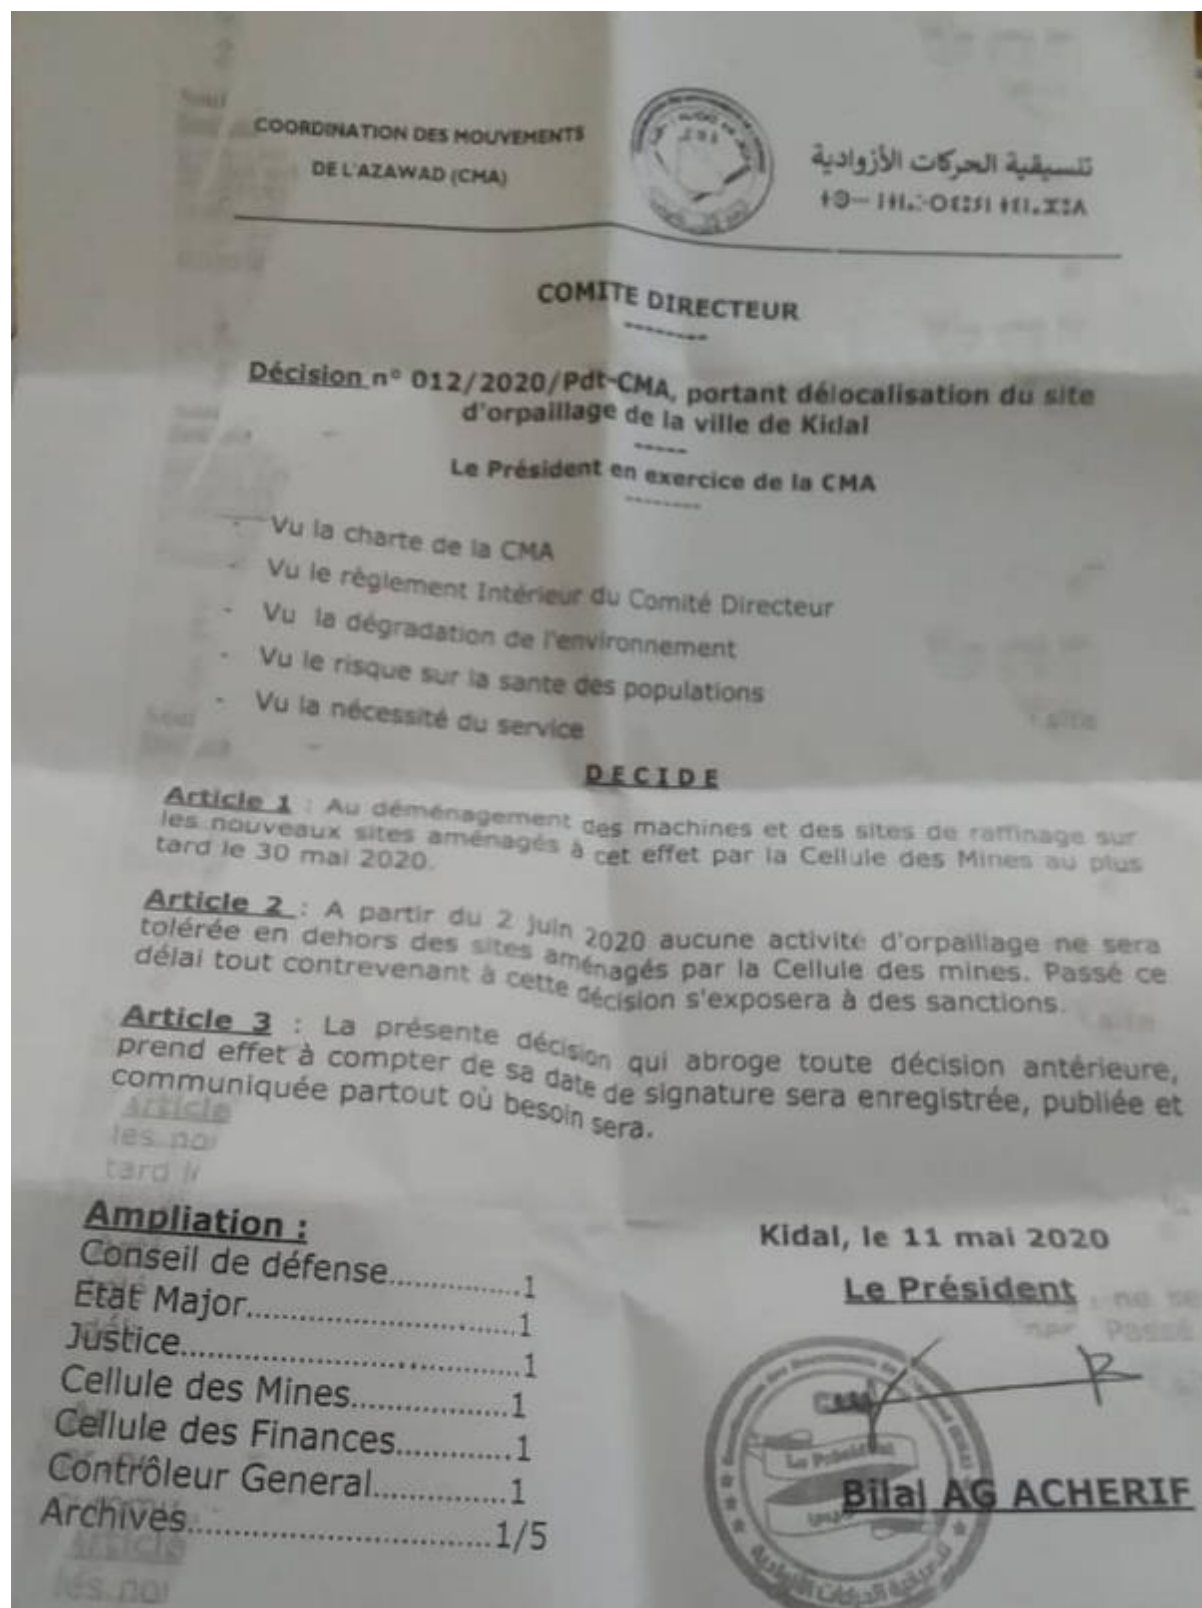 COORDINATION DES MOUVEMENTS
DE L'AZAWAD (CMA)
تنسيقية الحركات الأزوادية
COMITE DIRECTEUR
--------
Décision n° 012/2020/Pdt-CMA, portant délocalisation du site
d'orpaillage de la ville de Kidal
-----
Le Président en exercice de la CMA
--------
- Vu la charte de la CMA
- Vu le règlement Intérieur du Comité Directeur
- Vu la dégradation de l'environnement
- Vu le risque sur la sante des populations
- Vu la nécessité du service
DECIDE
Article 1 : Au déménagement des machines et des sites de raffinage sur
les nouveaux sites aménagés à cet effet par la Cellule des Mines au plus
tard le 30 mai 2020.
Article 2 : A partir du 2 juin 2020 aucune activité d'orpaillage ne sera
tolérée en dehors des sites aménagés par la Cellule des mines. Passé ce
délai tout contrevenant à cette décision s'exposera à des sanctions.
Article 3 : La présente décision qui abroge toute décision antérieure,
prend effet à compter de sa date de signature sera enregistrée, publiée et
communiquée partout où besoin sera.
Ampliation :
Conseil de défense...............1
Etat Major..............................1
Justice......................................1
Cellule des Mines..................1
Cellule des Finances.............1
Contrôleur General...............1
Archives..................................1/5
Kidal, le 11 mai 2020
Le Président
Le Président
Bilal AG ACHERIF
تنسيقية الحركات الأزوادية